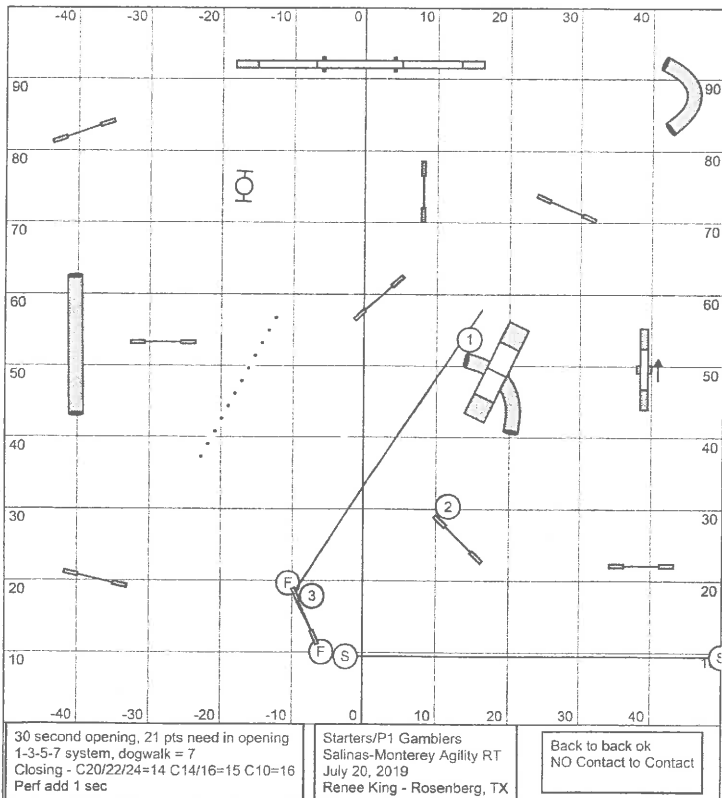 -40 -30 -20 -10 0 10 20 30 40
90 90
80 80
70 70
60 60
1
50 50
40 40
2
30 30
F 3
20 20
F S S
10 1
-40 -30 -20 -10 0 10 20 30 40
30 second opening, 21 pts need in opening
1-3-5-7 system, dogwalk = 7
Closing - C20/22/24=14 C14/16=15 C10=16
Perf add 1 sec
Starters/P1 Gamblers
Salinas-Monterey Agility RT
July 20, 2019
Renee King - Rosenberg, TX
Back to back ok
NO Contact to Contact